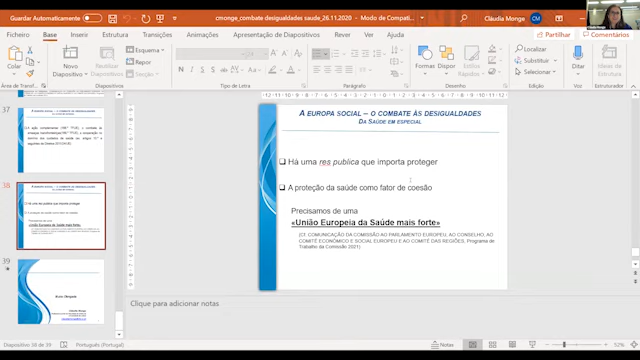 Guardar Automaticamente
cmonge_combate desigualdades saude_26.11.2020 - Modo de Compati...
Cláudia Monge
CM
Ficheiro
Base
Inserir
Desenhar
Estrutura
Transições
Animações
Apresentação de Diapositivos
Rever
Ver
Ajuda
Partilhar
Comentários
Colar
Novo
Diapositivo
Esquema
Repor
Secção
Desenho
Localizar
Substituir
Selecionar
Ditar
Ideias de
Estrutura
Diapositivos
Tipo de Letra
Parágrafo
Edição
Voz
Estruturador
37
38
39
A EUROPA SOCIAL – O COMBATE ÀS DESIGUALDADES
DA SAÚDE EM ESPECIAL
Há uma res publica que importa proteger
A proteção da saúde como fator de coesão
Precisamos de uma
«União Europeia da Saúde mais forte»
(Cf. COMUNICAÇÃO DA COMISSÃO AO PARLAMENTO EUROPEU, AO CONSELHO, AO
COMITÉ ECONÓMICO E SOCIAL EUROPEU E AO COMITÉ DAS REGIÕES, Programa de
Trabalho da Comissão 2021)
Clique para adicionar notas
Diapositivo 38 de 39
Português (Portugal)
Notas
52%